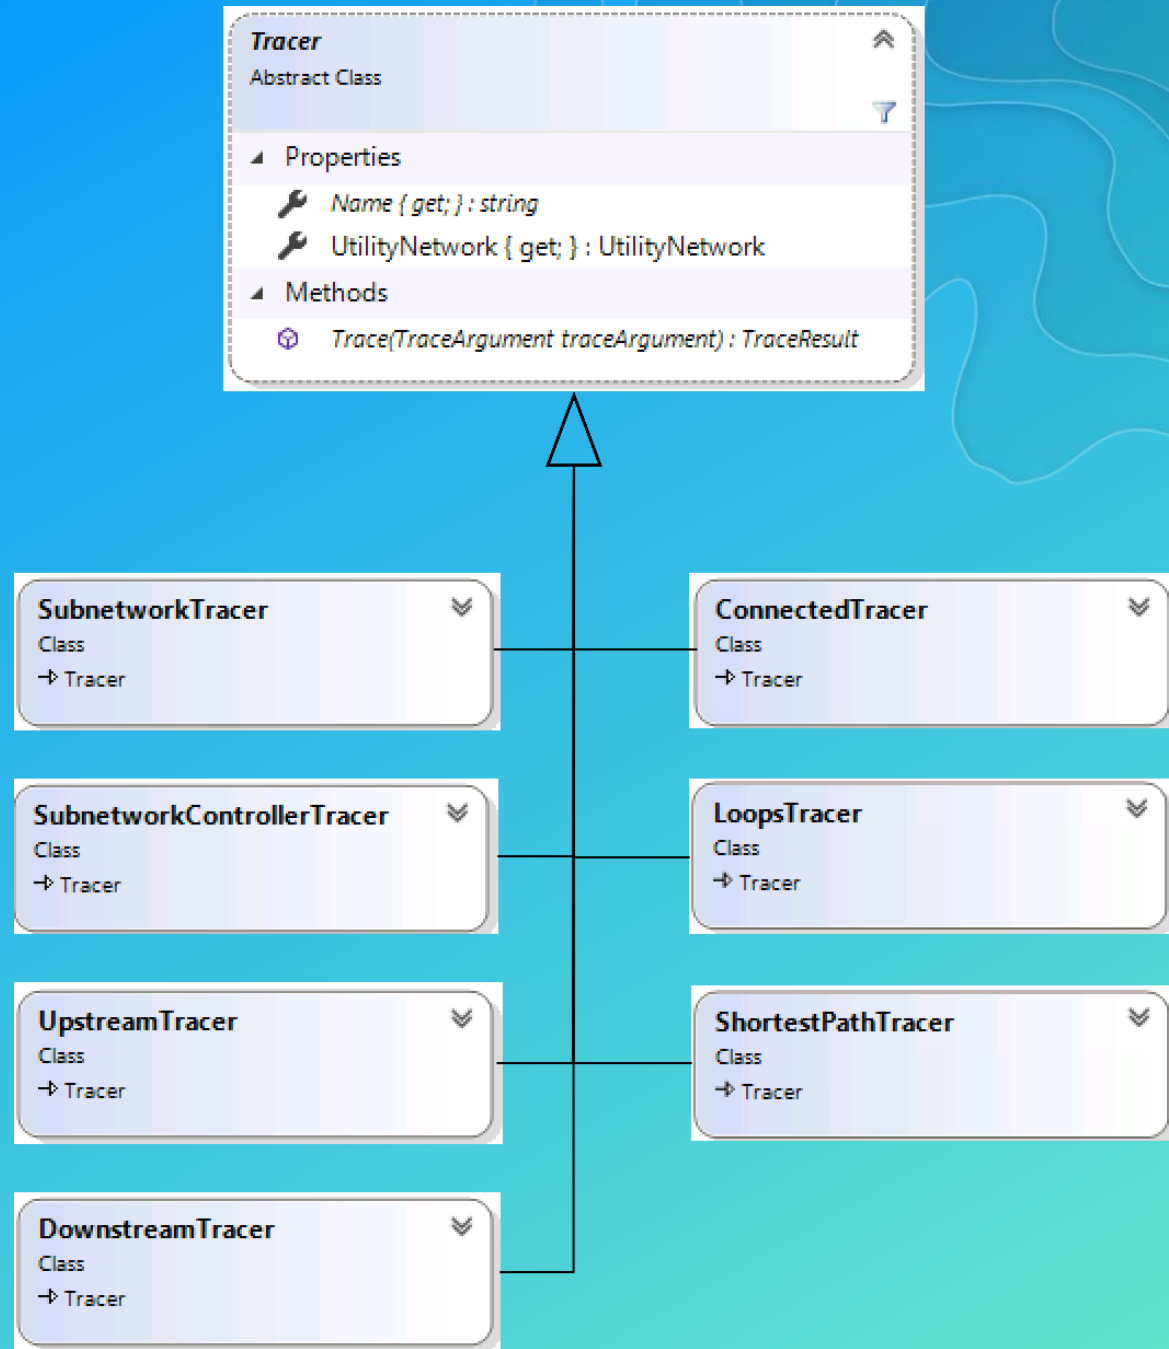 Tracer
Abstract Class
Properties
Name { get; } : string
UtilityNetwork { get; } : UtilityNetwork
Methods
Trace(TraceArgument traceArgument) : TraceResult
SubnetworkTracer
Class
Tracer
ConnectedTracer
Class
Tracer
SubnetworkControllerTracer
Class
Tracer
LoopsTracer
Class
Tracer
UpstreamTracer
Class
Tracer
ShortestPathTracer
Class
Tracer
DownstreamTracer
Class
Tracer